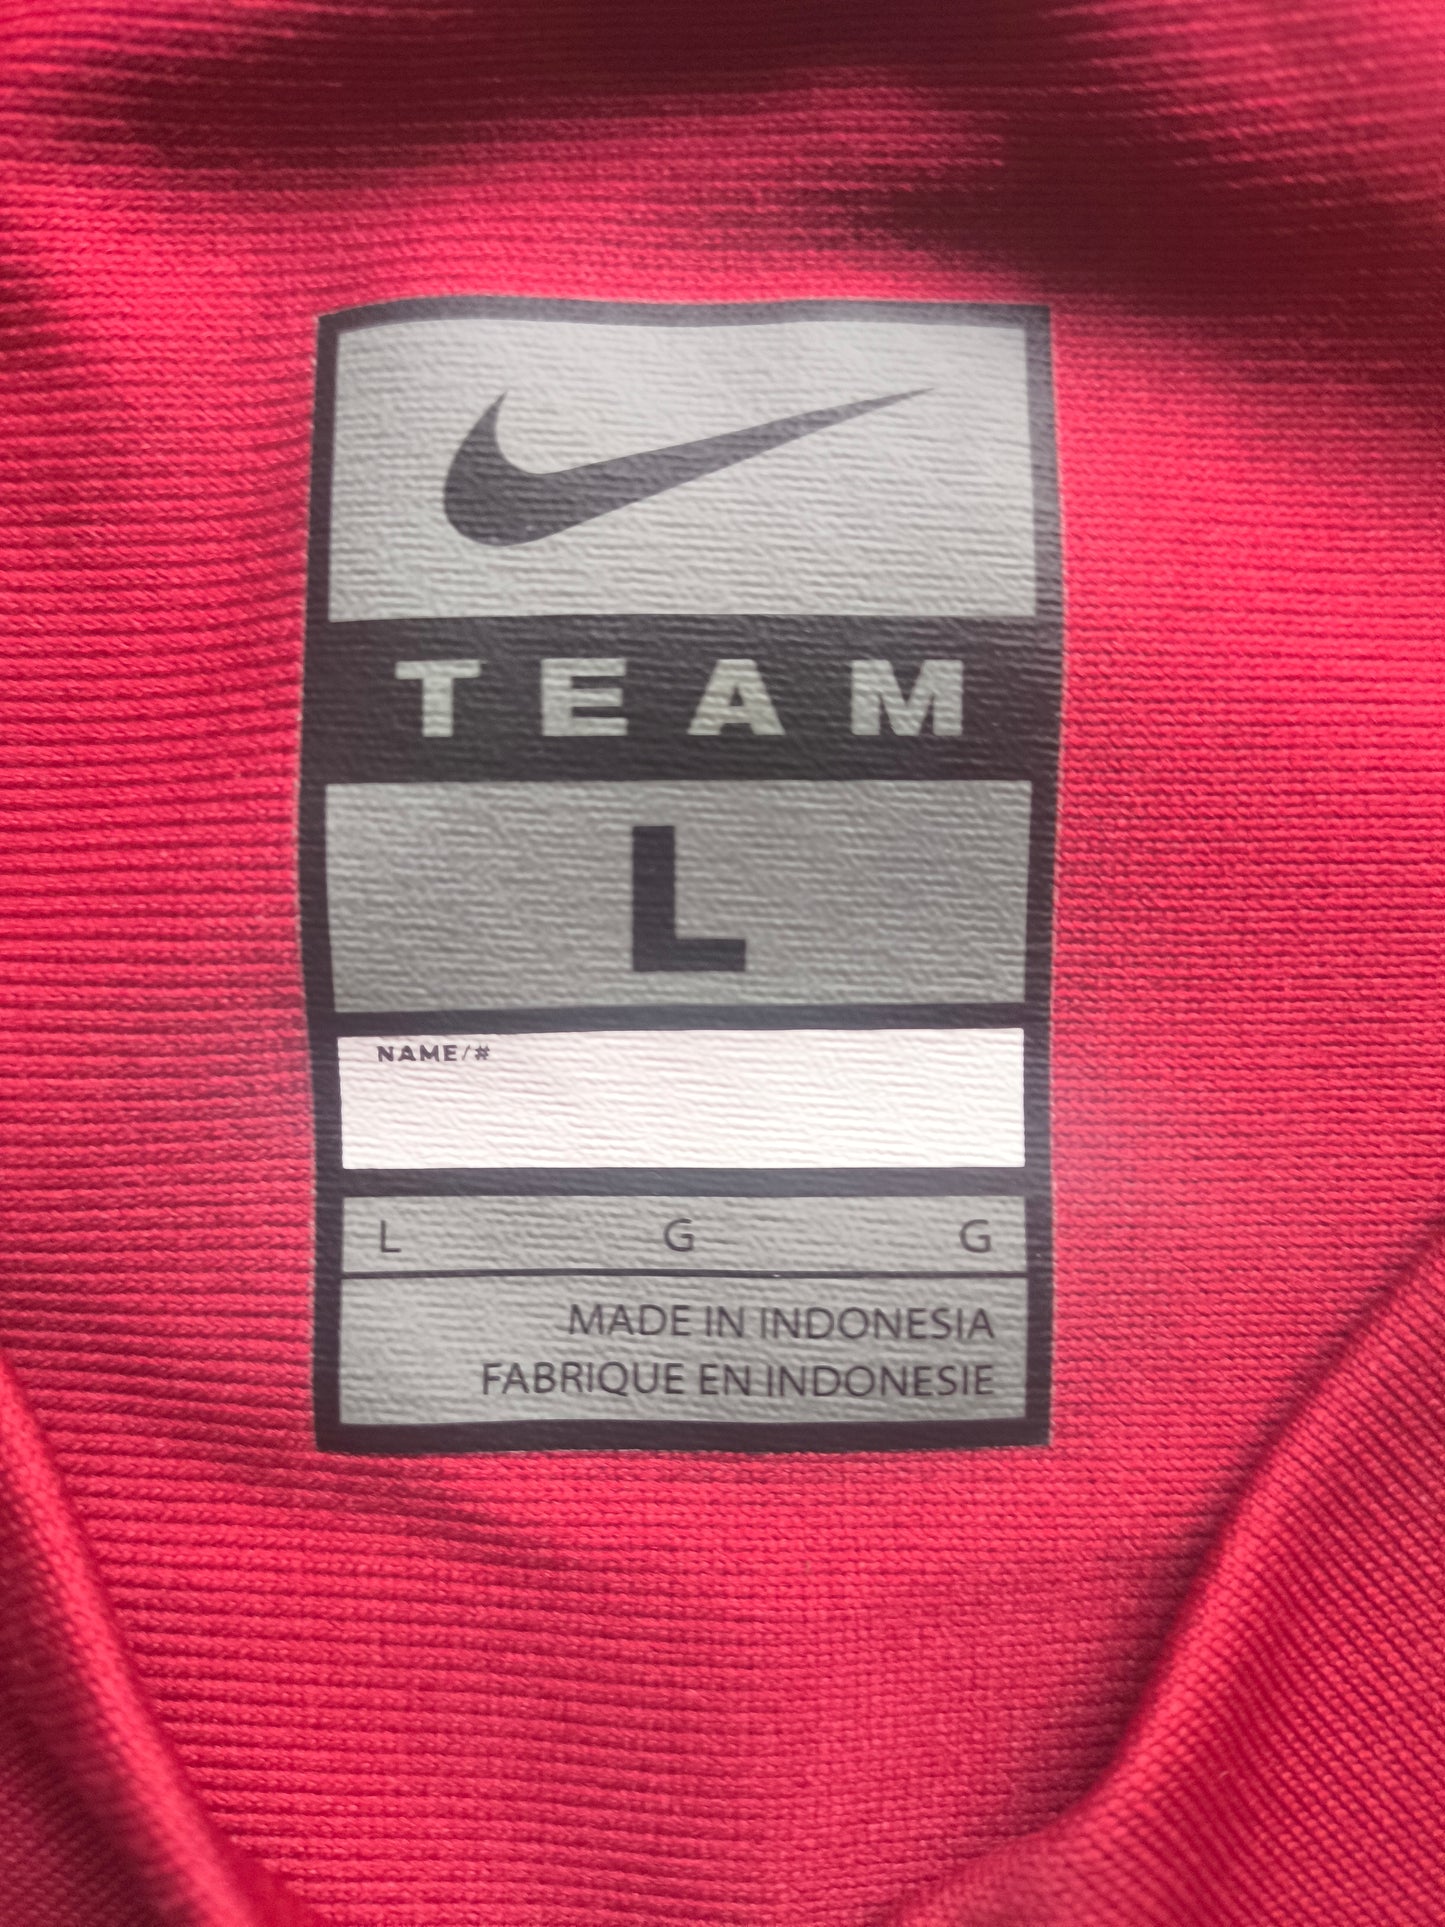 TEAM
L
NAME/#
L G G
MADE IN INDONESIA
FABRIQUE EN INDONESIE